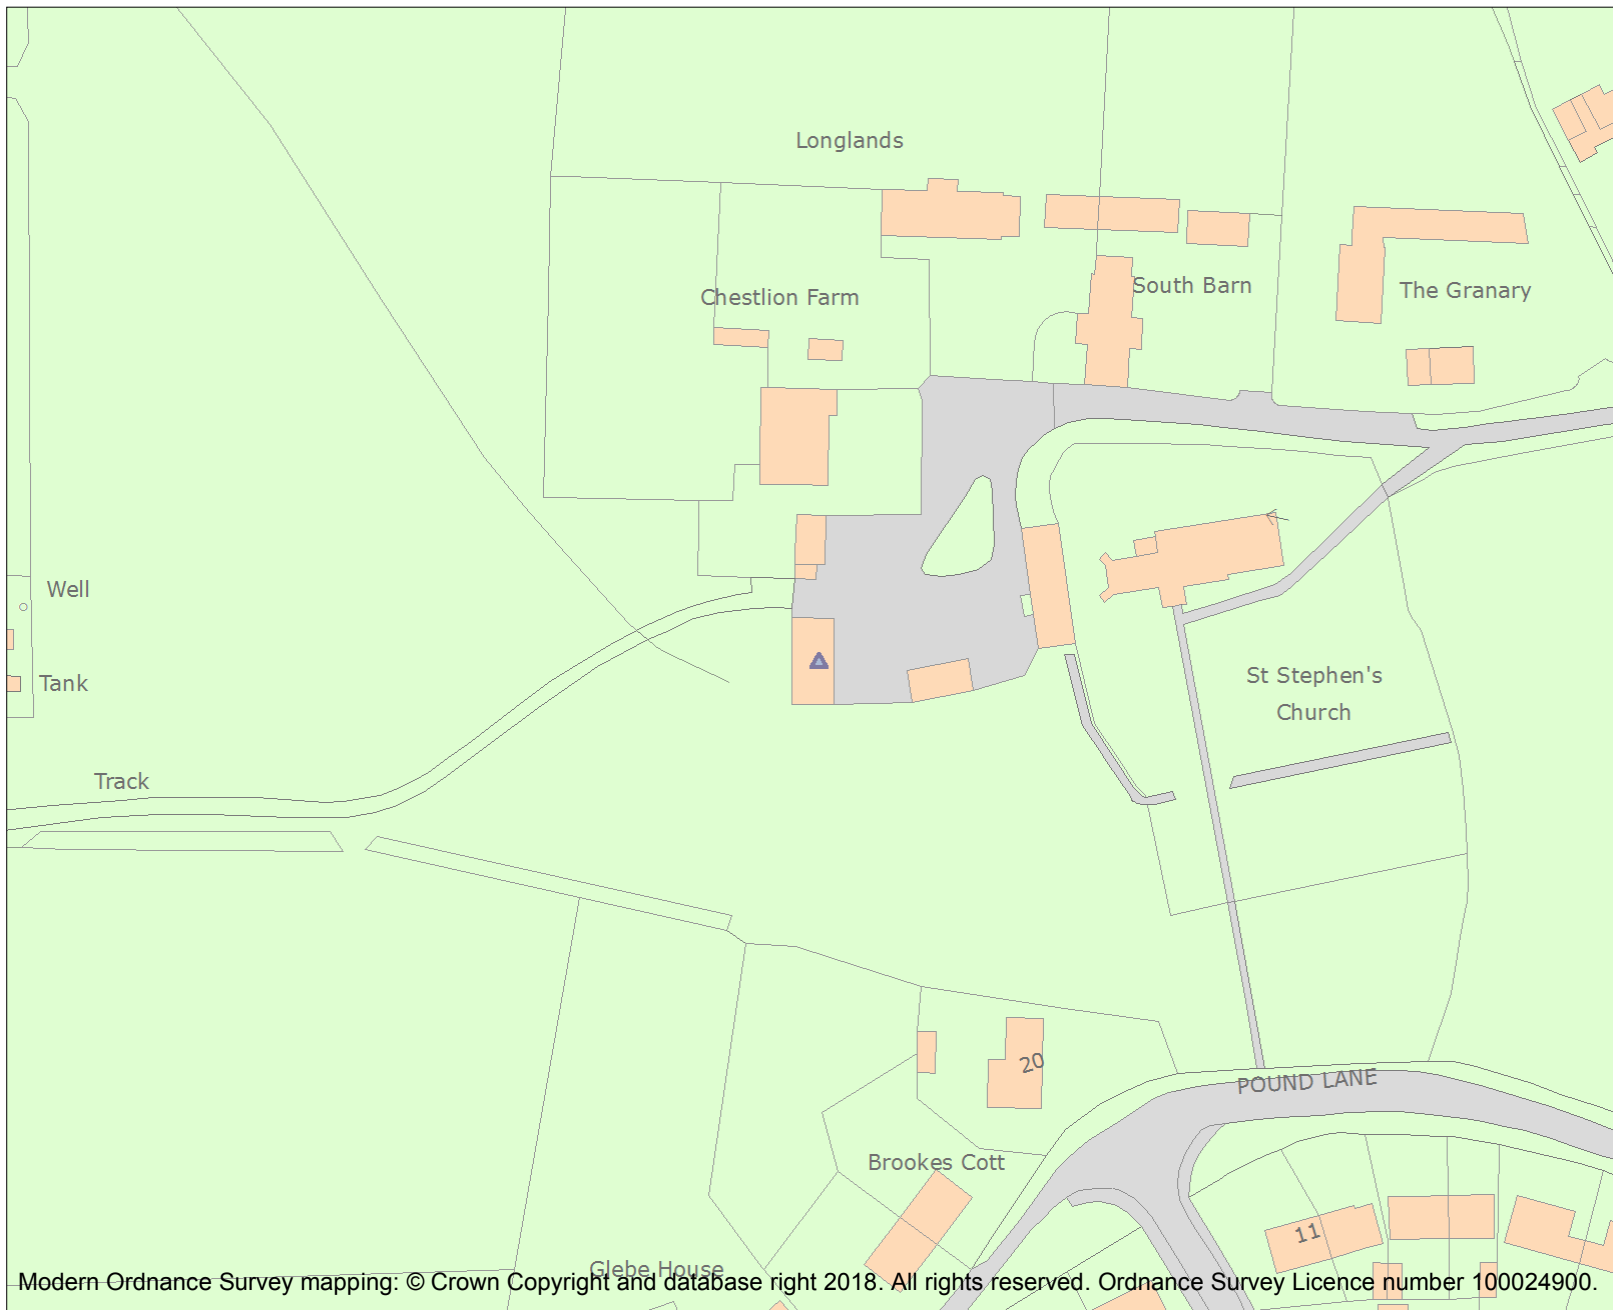 Longlands
Chestlion Farm
South Barn
The Granary
Well
Tank
St Stephen's
Church
Track
20
POUND LANE
Brookes Cott
11
Glebe House
Modern Ordnance Survey mapping: © Crown Copyright and database right 2018. All rights reserved. Ordnance Survey Licence number 100024900.